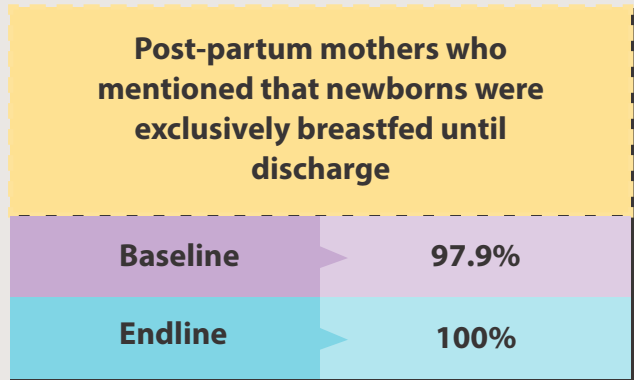 Post-partum mothers who
mentioned that newborns were
exclusively breastfed until
discharge
Baseline 97.9%
Endline 100%